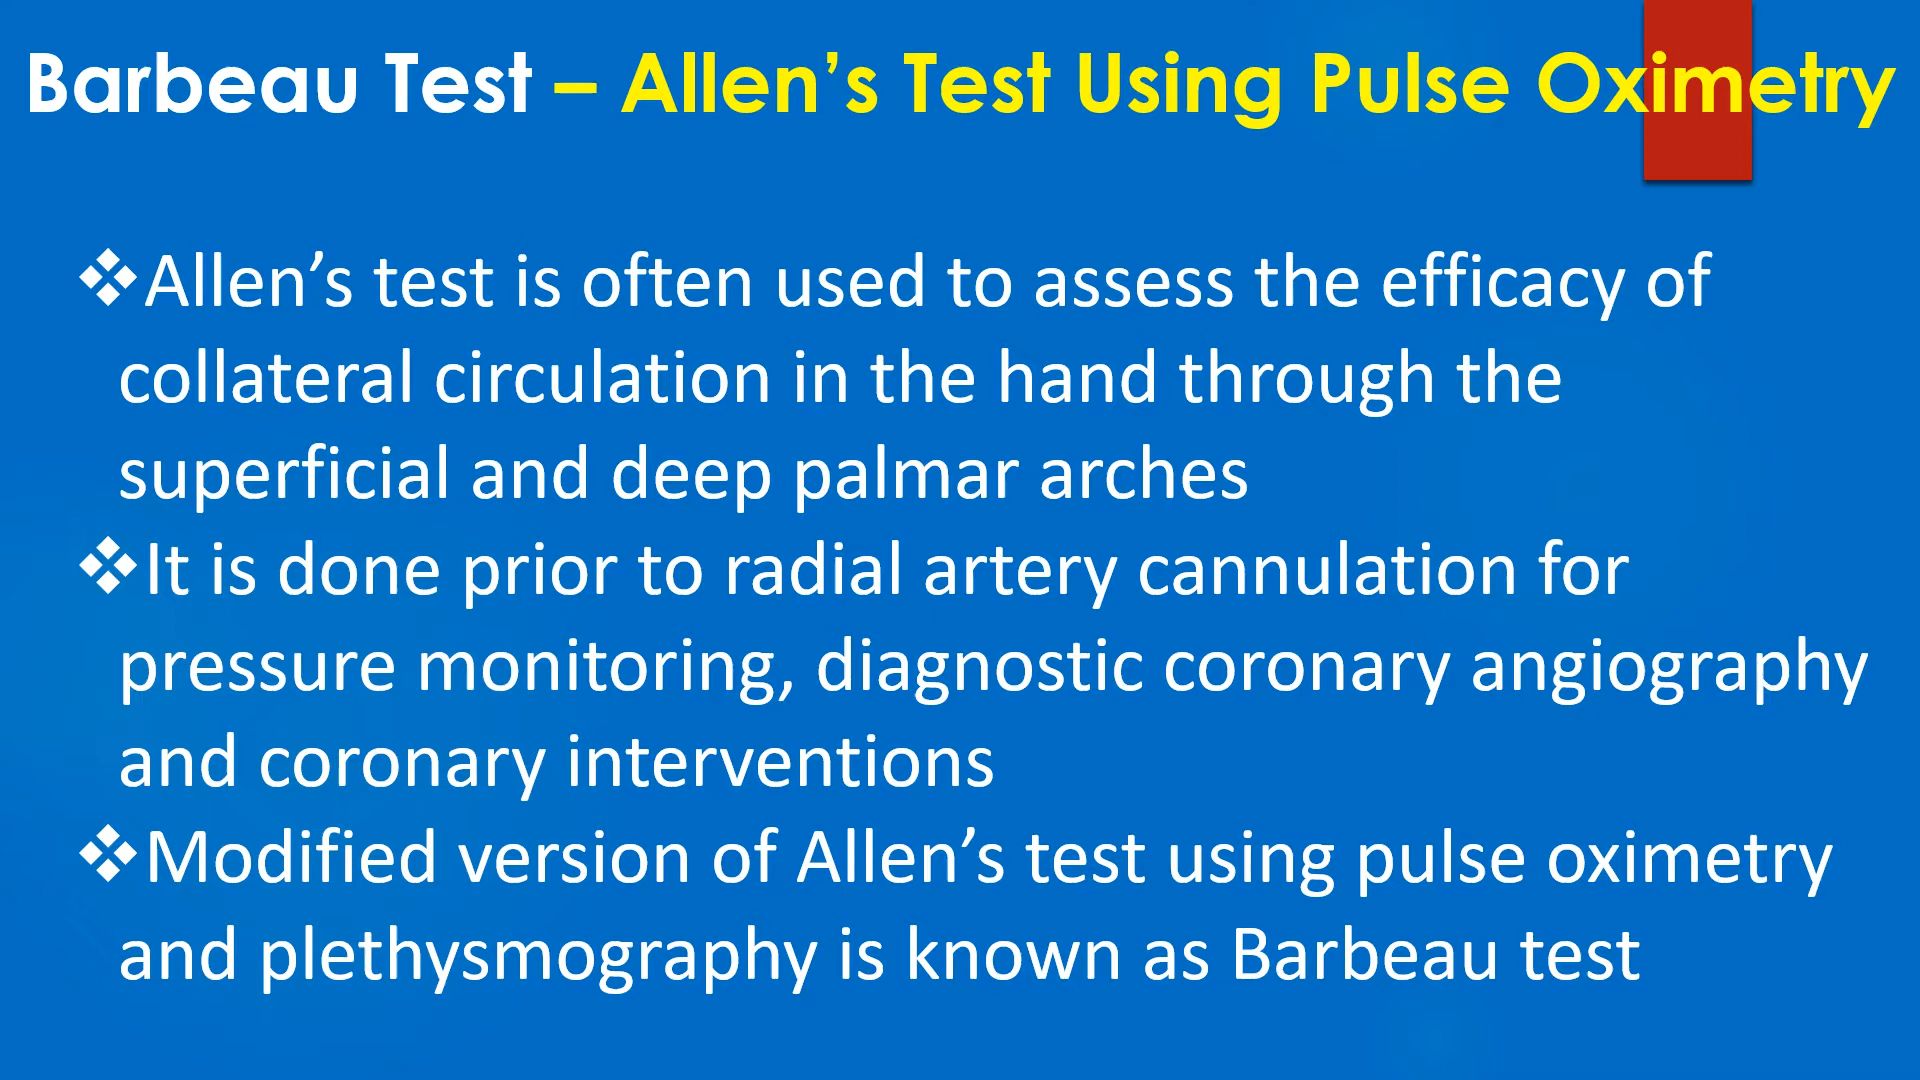 Barbeau Test – Allen’s Test Using Pulse Oximetry
❖Allen’s test is often used to assess the efficacy of
collateral circulation in the hand through the
superficial and deep palmar arches
❖It is done prior to radial artery cannulation for
pressure monitoring, diagnostic coronary angiography
and coronary interventions
❖Modified version of Allen’s test using pulse oximetry
and plethysmography is known as Barbeau test